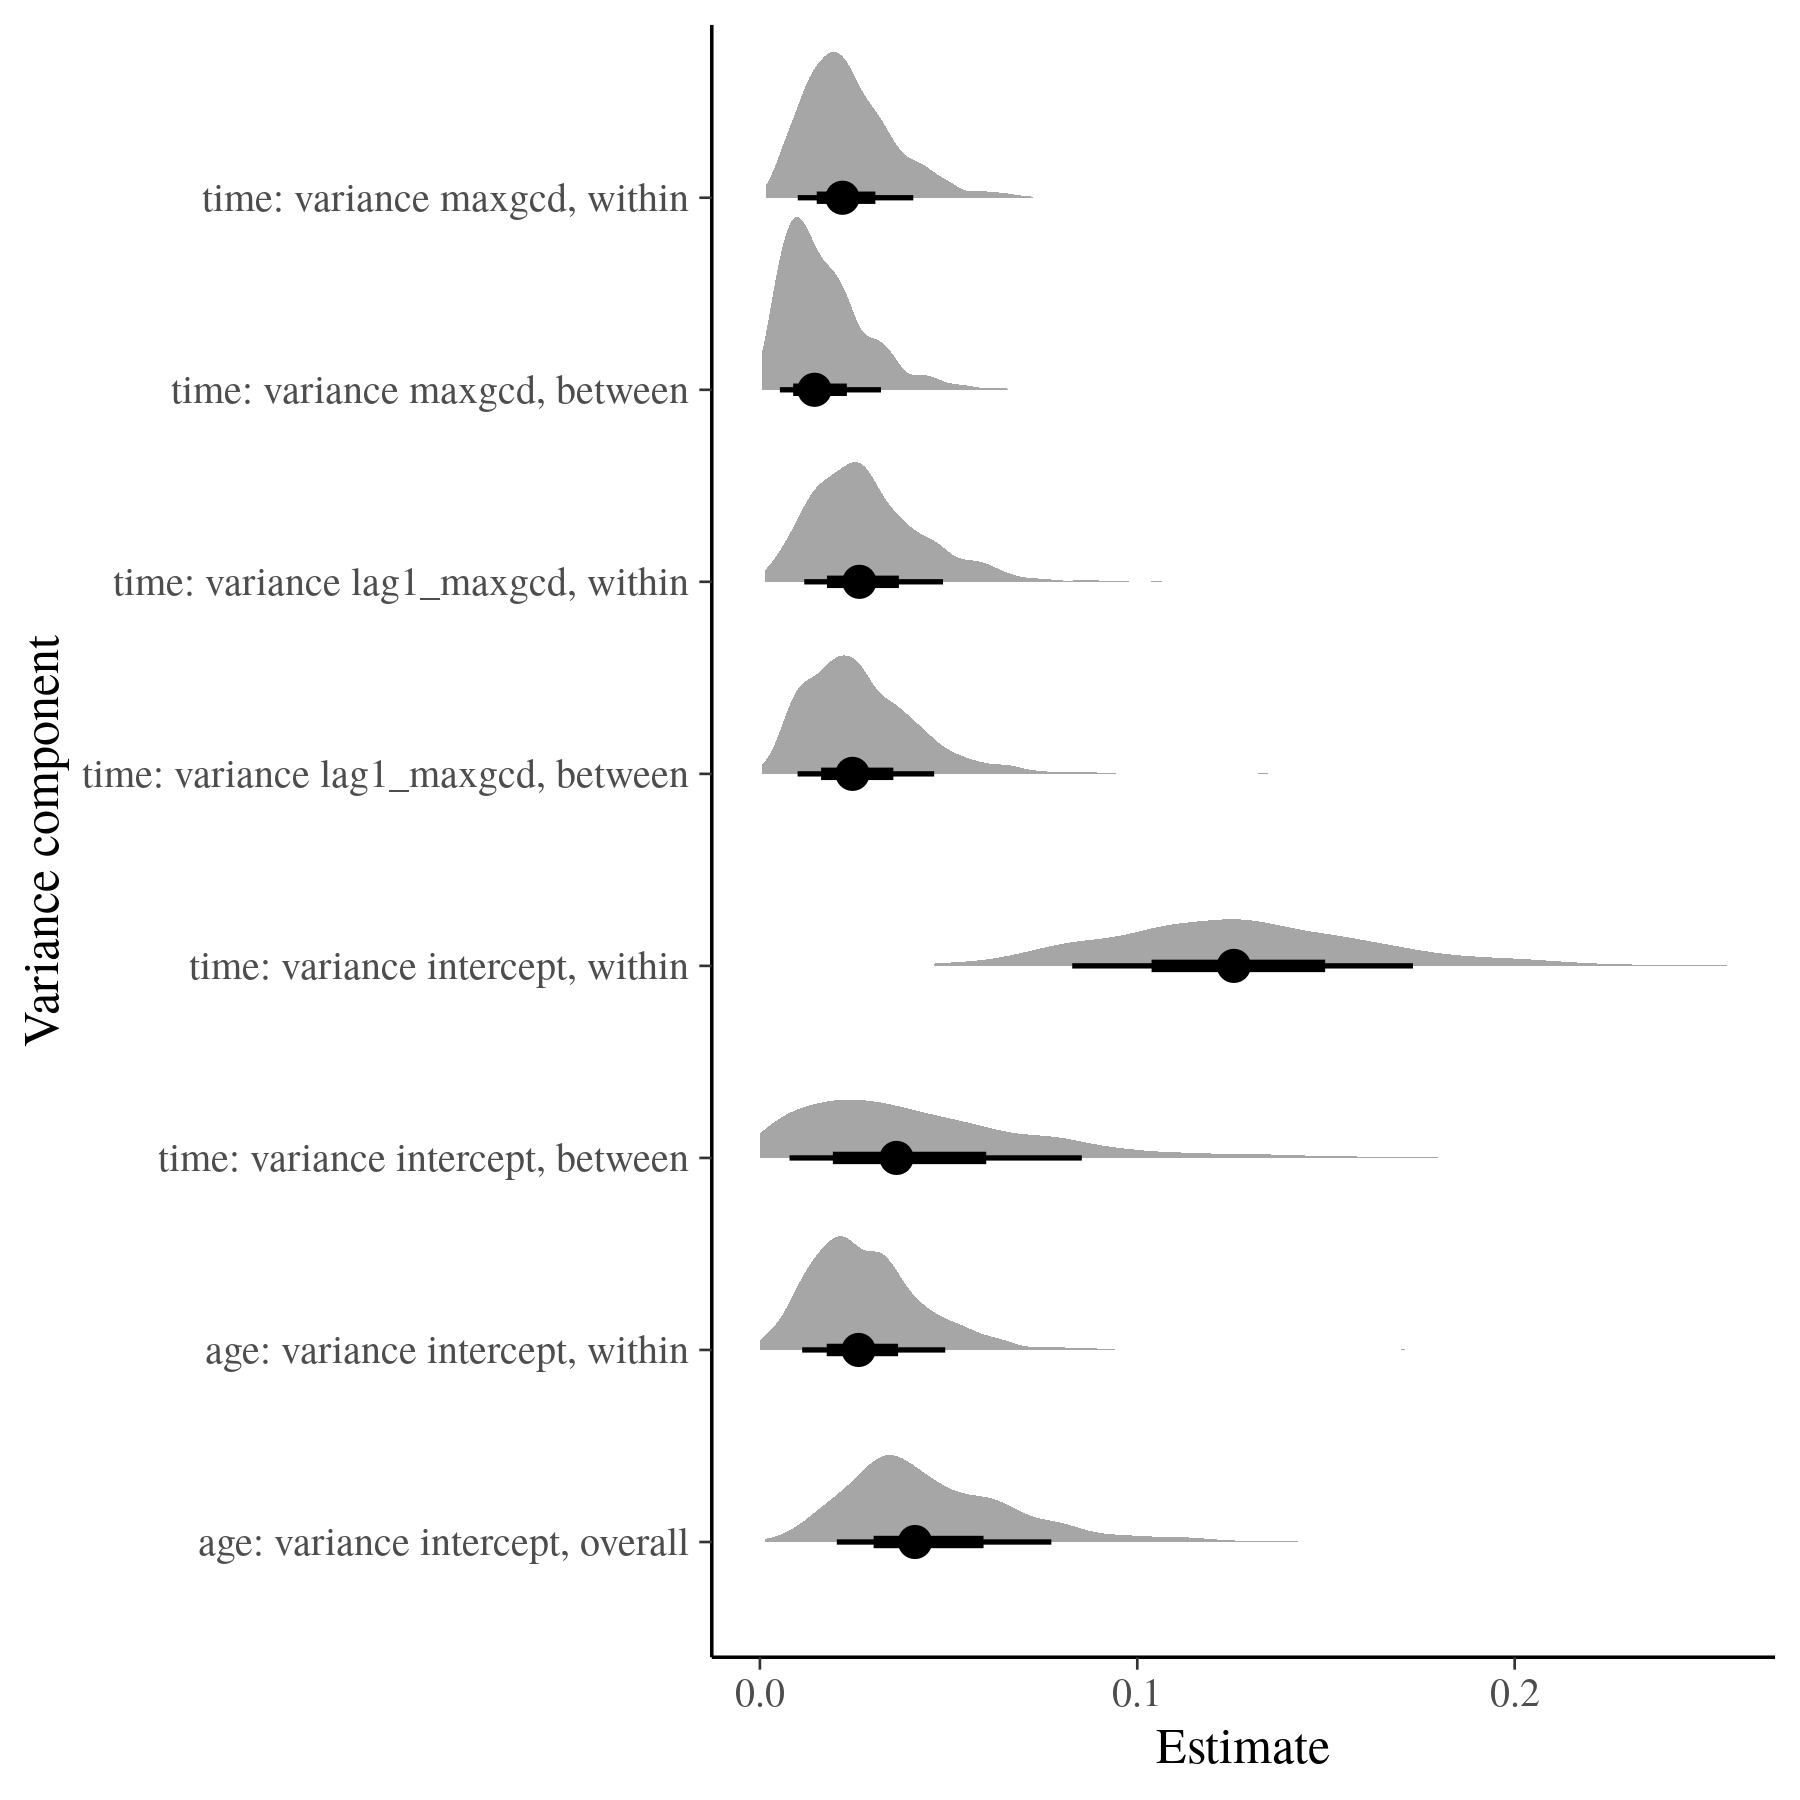 time: variance maxgcd, within
time: variance maxgcd, between
time: variance lag1_maxgcd, within
time: variance lag1_maxgcd, between
time: variance intercept, within
time: variance intercept, between
age: variance intercept, within
age: variance intercept, overall
Variance component
0.0 0.1 0.2
Estimate